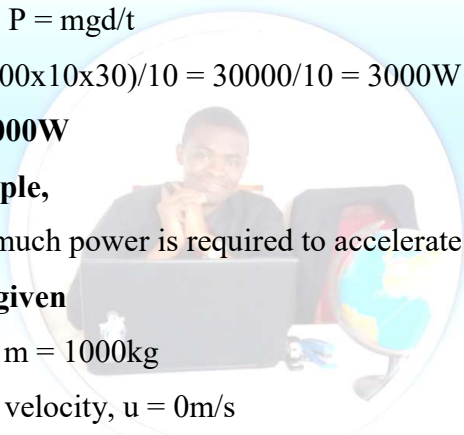 P = mgd/t
00x10x30)/10 = 30000/10 = 3000W
000W
ple,
much power is required to accelerate
given
m = 1000kg
velocity, u = 0m/s